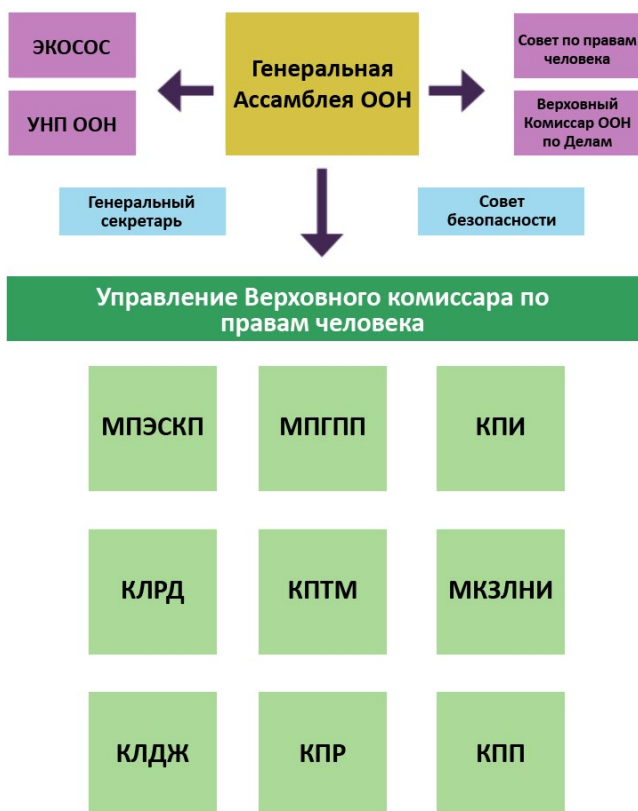 ЭКОСОС
УНП ООН
Генеральная
Ассамблея ООН
Совет по правам
человека
Верховный
Комиссар ООН
по Делам
Генеральный
секретарь
Совет
безопасности
Управление Верховного комиссара по
правам человека
МПЭСКП
МПГПП
КПИ
КЛРД
КПТМ
МКЗЛНИ
КЛДЖ
КПР
КПП